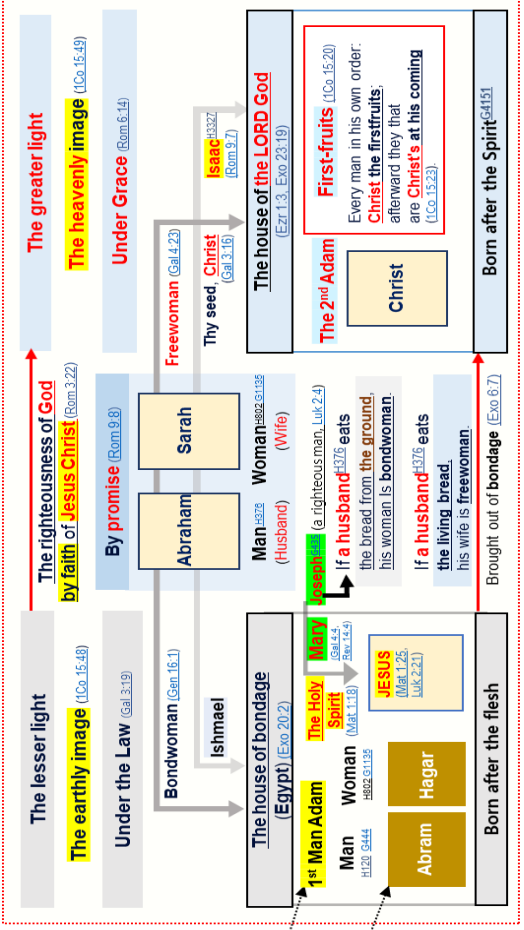 The lesser light
The earthly image (1Co 15:48)
Under the Law (Gal 3:19)
Bondwoman (Gen 16:1)
Ishmael
The house of bondage
(Egypt) (Exo 20:2)
1st Man Adam
Man
H120 G444
Woman
H802 G1135
Abram
Hagar
The Holy
Spirit
(Mat 1:18)
Mary
(Gal 4:4,
Rev 14:4)
JESUS
(Mat 1:25,
Luk 2:21)
Born after the flesh
The righteousness of God
by faith of Jesus Christ (Rom 3:22)
By promise (Rom 9:8)
Abraham
Sarah
Man H376
(Husband)
Woman H802 G1135
(Wife)
Joseph G435 (a righteous man, Luk 2:4)
If a husband H376 eats
the bread from the ground,
his woman Is bondwoman.
If a husband H376 eats
the living bread,
his wife is freewoman.
Brought out of bondage (Exo 6:7)
The greater light
The heavenly image (1Co 15:49)
Under Grace (Rom 6:14)
Freewoman (Gal 4:23)
Thy seed, Christ
(Gal 3:16)
Isaac H3327
(Rom 9:7)
The house of the LORD God
(Ezr 1:3, Exo 23:19)
The 2nd Adam
Christ
First-fruits (1Co 15:20)
Every man in his own order:
Christ the firstfruits;
afterward they that
are Christ's at his coming
(1Co 15:23).
Born after the Spirit G4151